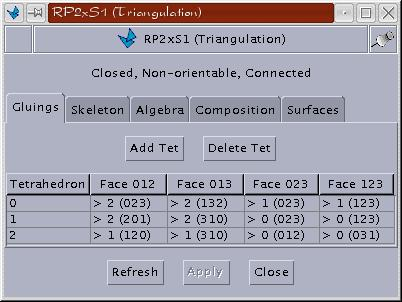 RP2xS1 (Triangulation)
RP2xS1 (Triangulation)
Closed, Non-orientable, Connected
Gluings Skeleton Algebra Composition Surfaces
Add Tet Delete Tet
Tetrahedron Face 012 Face 013 Face 023 Face 123
0 > 2 (023) > 2 (132) > 1 (023) > 1 (123)
1 > 2 (201) > 2 (310) > 0 (023) > 0 (123)
2 > 1 (120) > 1 (310) > 0 (012) > 0 (031)
Refresh Apply Close